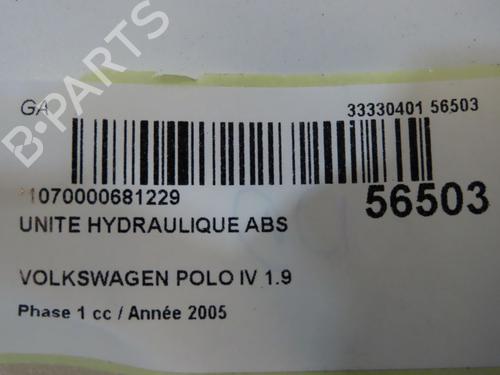 GA 33330401 56503
*1070000681229 56503
UNITE HYDRAULIQUE ABS
VOLKSWAGEN POLO IV 1.9
Phase 1 cc / Année 2005
B-PARTS